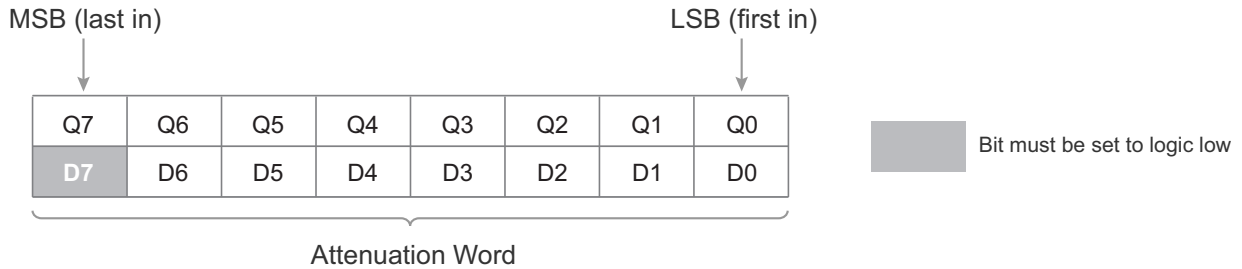 MSB (last in) LSB (first in)
Q7 Q6 Q5 Q4 Q3 Q2 Q1 Q0
D7 D6 D5 D4 D3 D2 D1 D0
Bit must be set to logic low
Attenuation Word